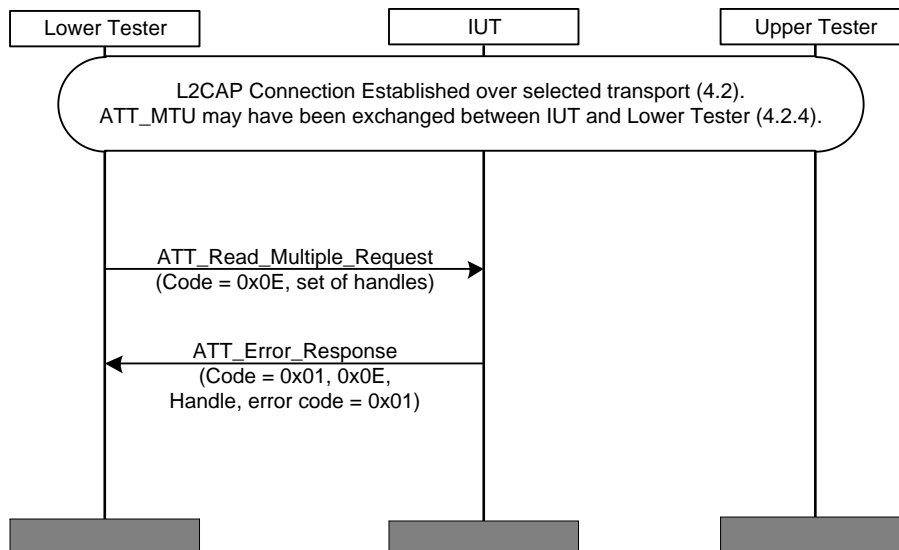 Lower Tester
IUT
Upper Tester
L2CAP Connection Established over selected transport (4.2).
ATT_MTU may have been exchanged between IUT and Lower Tester (4.2.4).
ATT_Read_Multiple_Request
(Code = 0x0E, set of handles)
ATT_Error_Response
(Code = 0x01, 0x0E,
Handle, error code = 0x01)